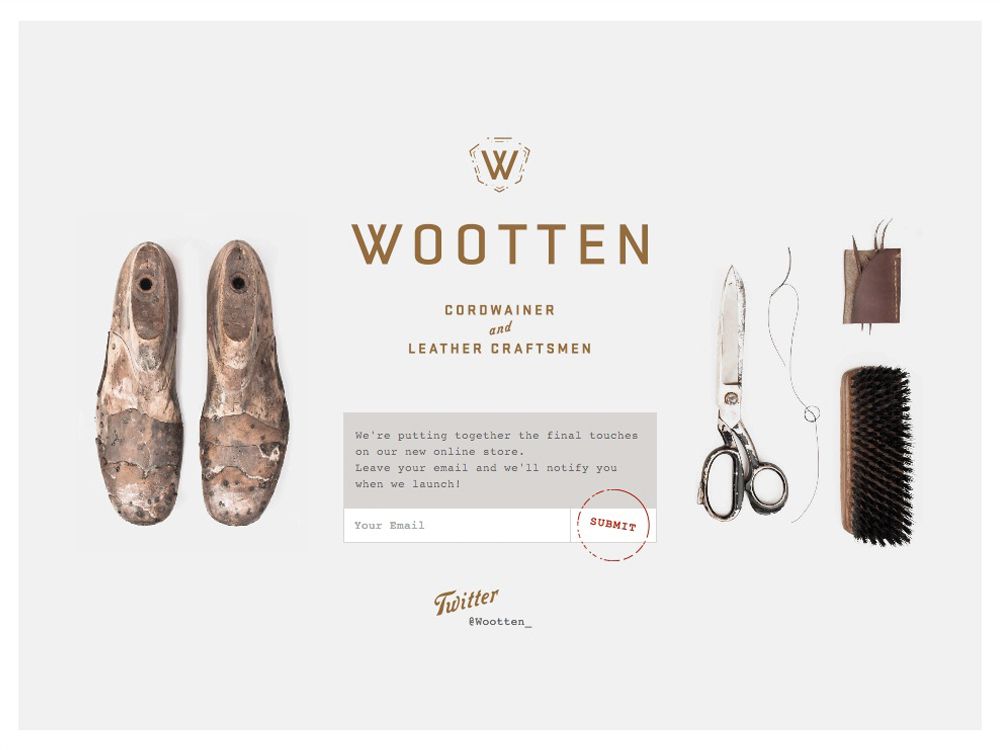 W
WOOTTEN
CORDWAINER
and
LEATHER CRAFTSMEN
We're putting together the final touches
on our new online store.
Leave your email and we'll notify you
when we launch!
Your Email
SUBMIT
Twitter
@Wootten_